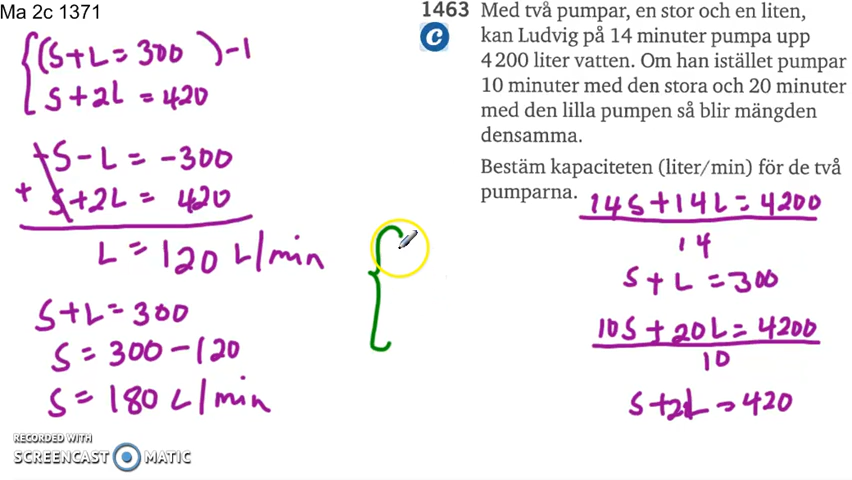 Ma 2c 1371
(S+L=300)-1
S+2L=420
-S-L=-300
+ S+2L=420
L=120 L/min
S+L=300
S=300-120
S=180 L/min
RECORDED WITH
SCREENCAST MATIC
1463 Med två pumpar, en stor och en liten,
C kan Ludvig på 14 minuter pumpa upp
4 200 liter vatten. Om han istället pumpar
10 minuter med den stora och 20 minuter
med den lilla pumpen så blir mängden
densamma.
Bestäm kapaciteten (liter/min) för de två
pumparna.
14S+14L=4200
14
S+L=300
10S+20L=4200
10
S+2L=420